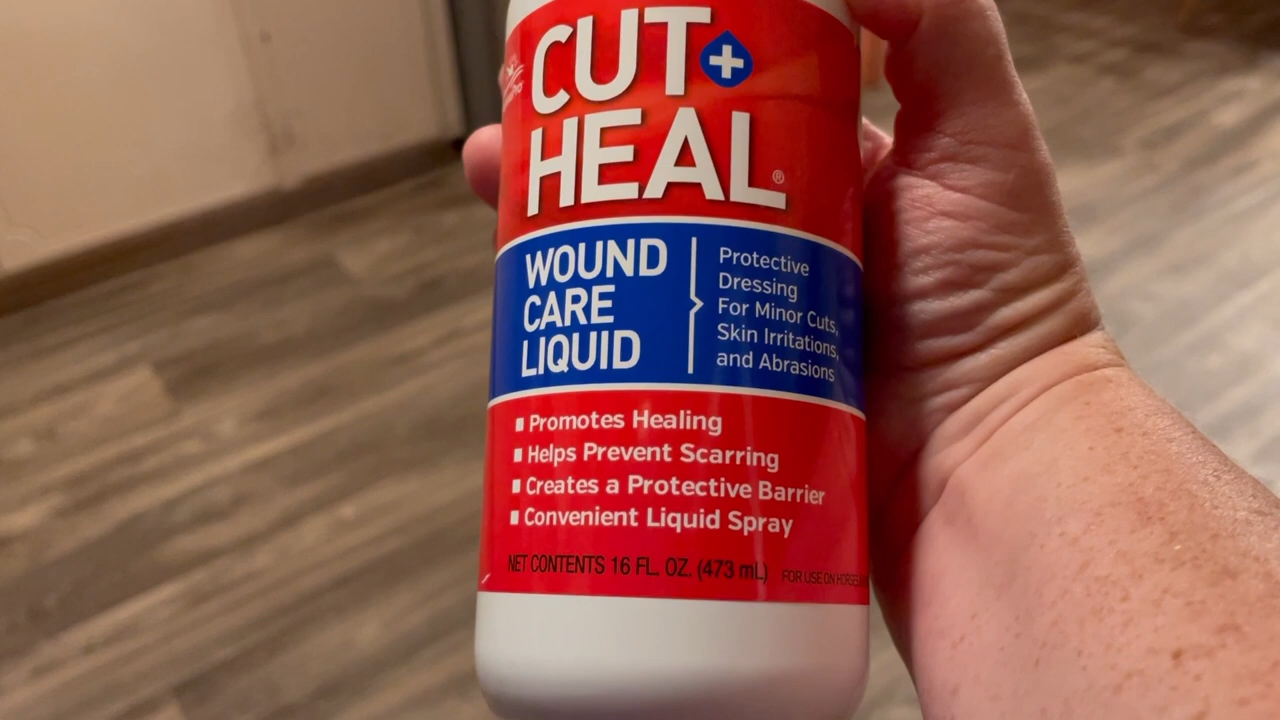 CUT+
HEAL®
WOUND
CARE
LIQUID
Protective
Dressing
For Minor Cuts,
Skin Irritations,
and Abrasions
▪ Promotes Healing
▪ Helps Prevent Scarring
▪ Creates a Protective Barrier
▪ Convenient Liquid Spray
NET CONTENTS 16 FL. OZ. (473 mL) FOR USE ON HORSES